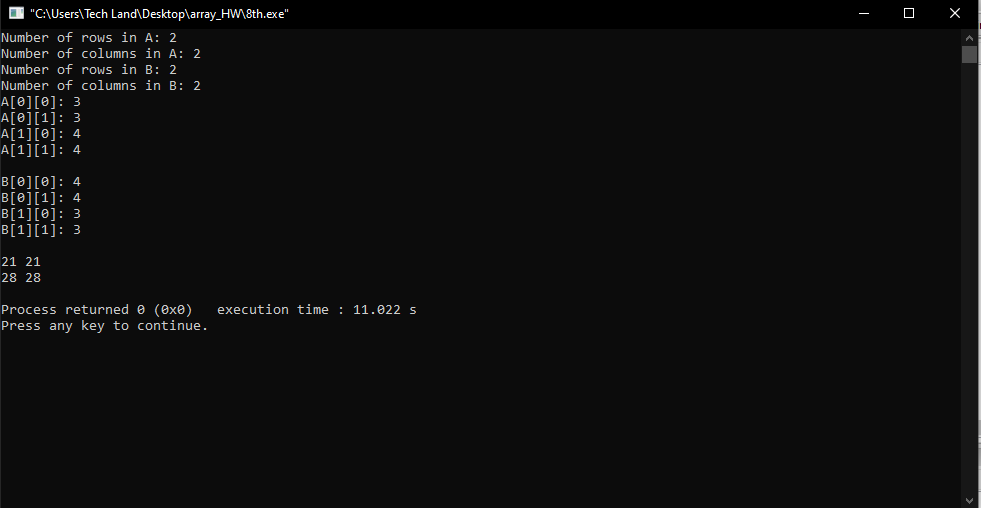 "C:\Users\Tech Land\Desktop\array_HW\8th.exe"
Number of rows in A: 2
Number of columns in A: 2
Number of rows in B: 2
Number of columns in B: 2
A[0][0]: 3
A[0][1]: 3
A[1][0]: 4
A[1][1]: 4
B[0][0]: 4
B[0][1]: 4
B[1][0]: 3
B[1][1]: 3
21 21
28 28
Process returned 0 (0x0)   execution time : 11.022 s
Press any key to continue.